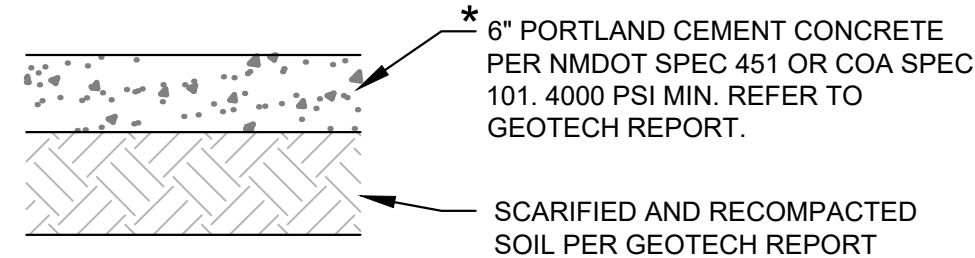 * 6" PORTLAND CEMENT CONCRETE
PER NMDOT SPEC 451 OR COA SPEC
101. 4000 PSI MIN. REFER TO
GEOTECH REPORT.
SCARIFIED AND RECOMPACTED
SOIL PER GEOTECH REPORT